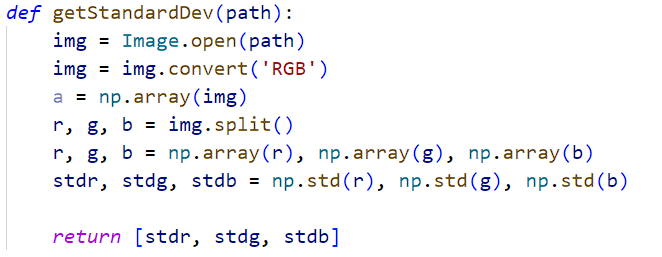 def getStandardDev(path):
    img = Image.open(path)
    img = img.convert('RGB')
    a = np.array(img)
    r, g, b = img.split()
    r, g, b = np.array(r), np.array(g), np.array(b)
    stdr, stdg, stdb = np.std(r), np.std(g), np.std(b)
    return [stdr, stdg, stdb]